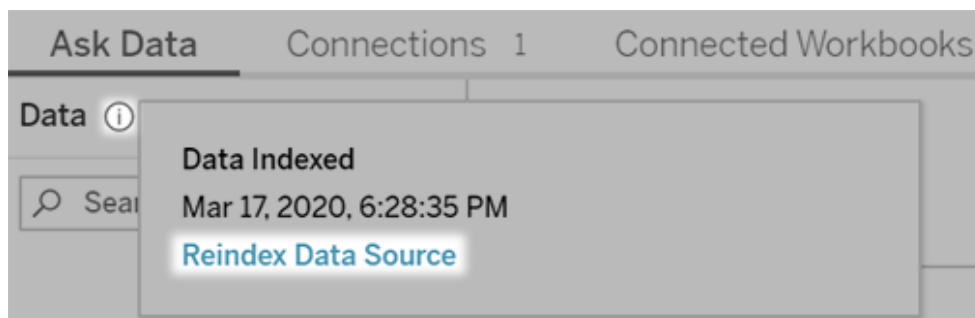 Ask Data Connections 1 Connected Workbooks
Data
Data Indexed
Mar 17, 2020, 6:28:35 PM
Reindex Data Source